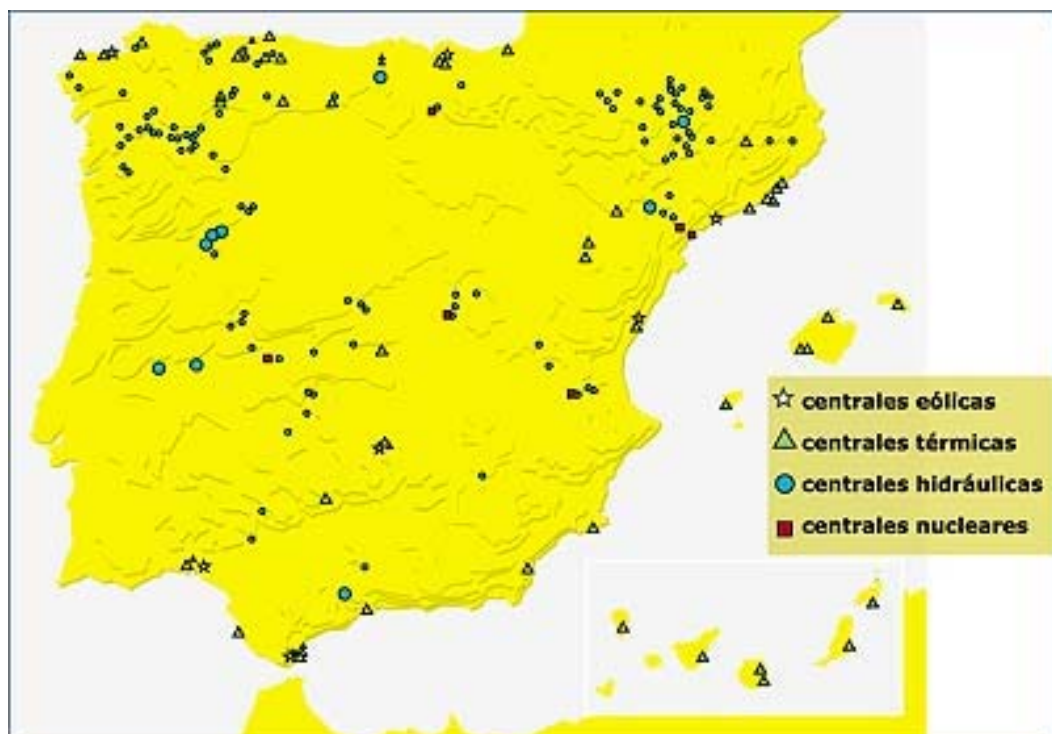 centrales eólicas
centrales térmicas
centrales hidráulicas
centrales nucleares